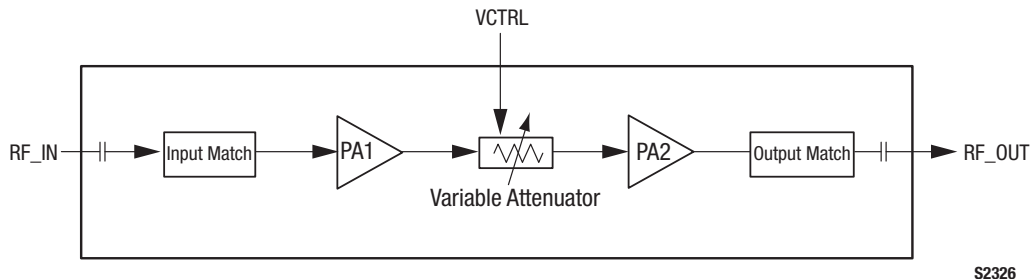 VCTRL
RF_IN
Input Match
PA1
PA2
Output Match
RF_OUT
Variable Attenuator
S2326